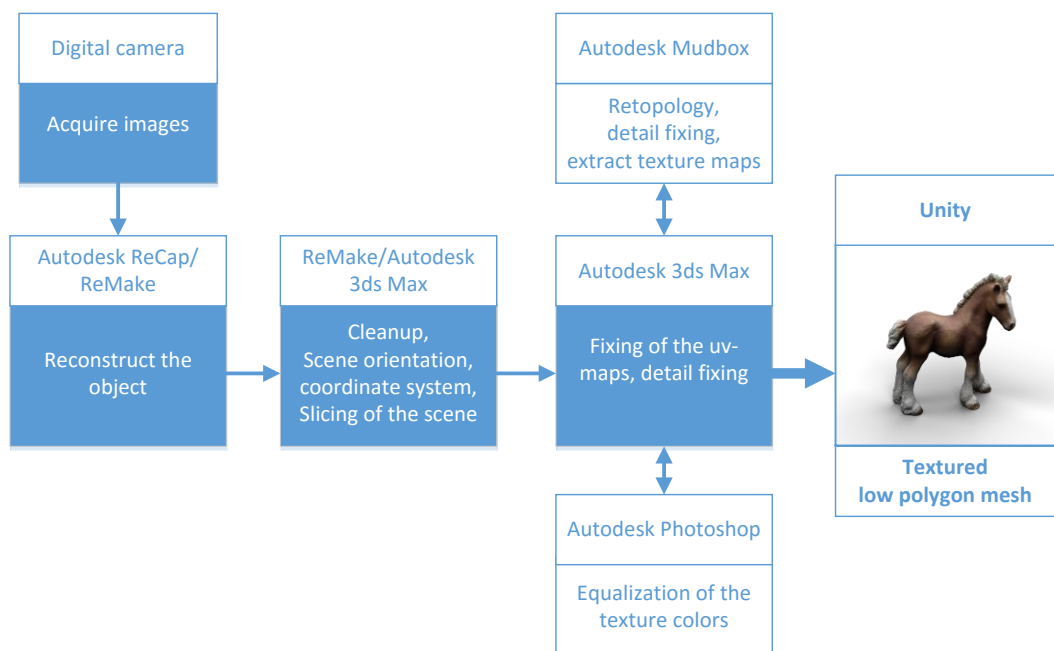 Digital camera
Acquire images
Autodesk ReCap/
ReMake
Reconstruct the
object
ReMake/Autodesk
3ds Max
Cleanup,
Scene orientation,
coordinate system,
Slicing of the scene
Autodesk Mudbox
Retopology,
detail fixing,
extract texture maps
Autodesk 3ds Max
Fixing of the uv-
maps, detail fixing
Autodesk Photoshop
Equalization of the
texture colors
Unity
Textured
low polygon mesh